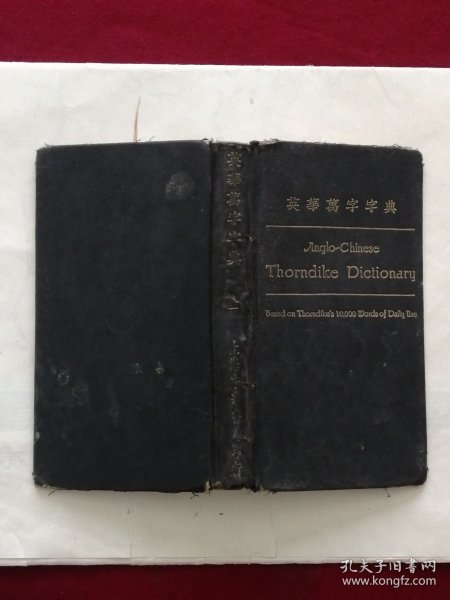 英華萬字字典
Anglo-Chinese
Thorndike Dictionary
Based on Thorndike's 10,000 Words of Daily Use
英華萬字字典
孔夫子旧书网
www.kongfz.com